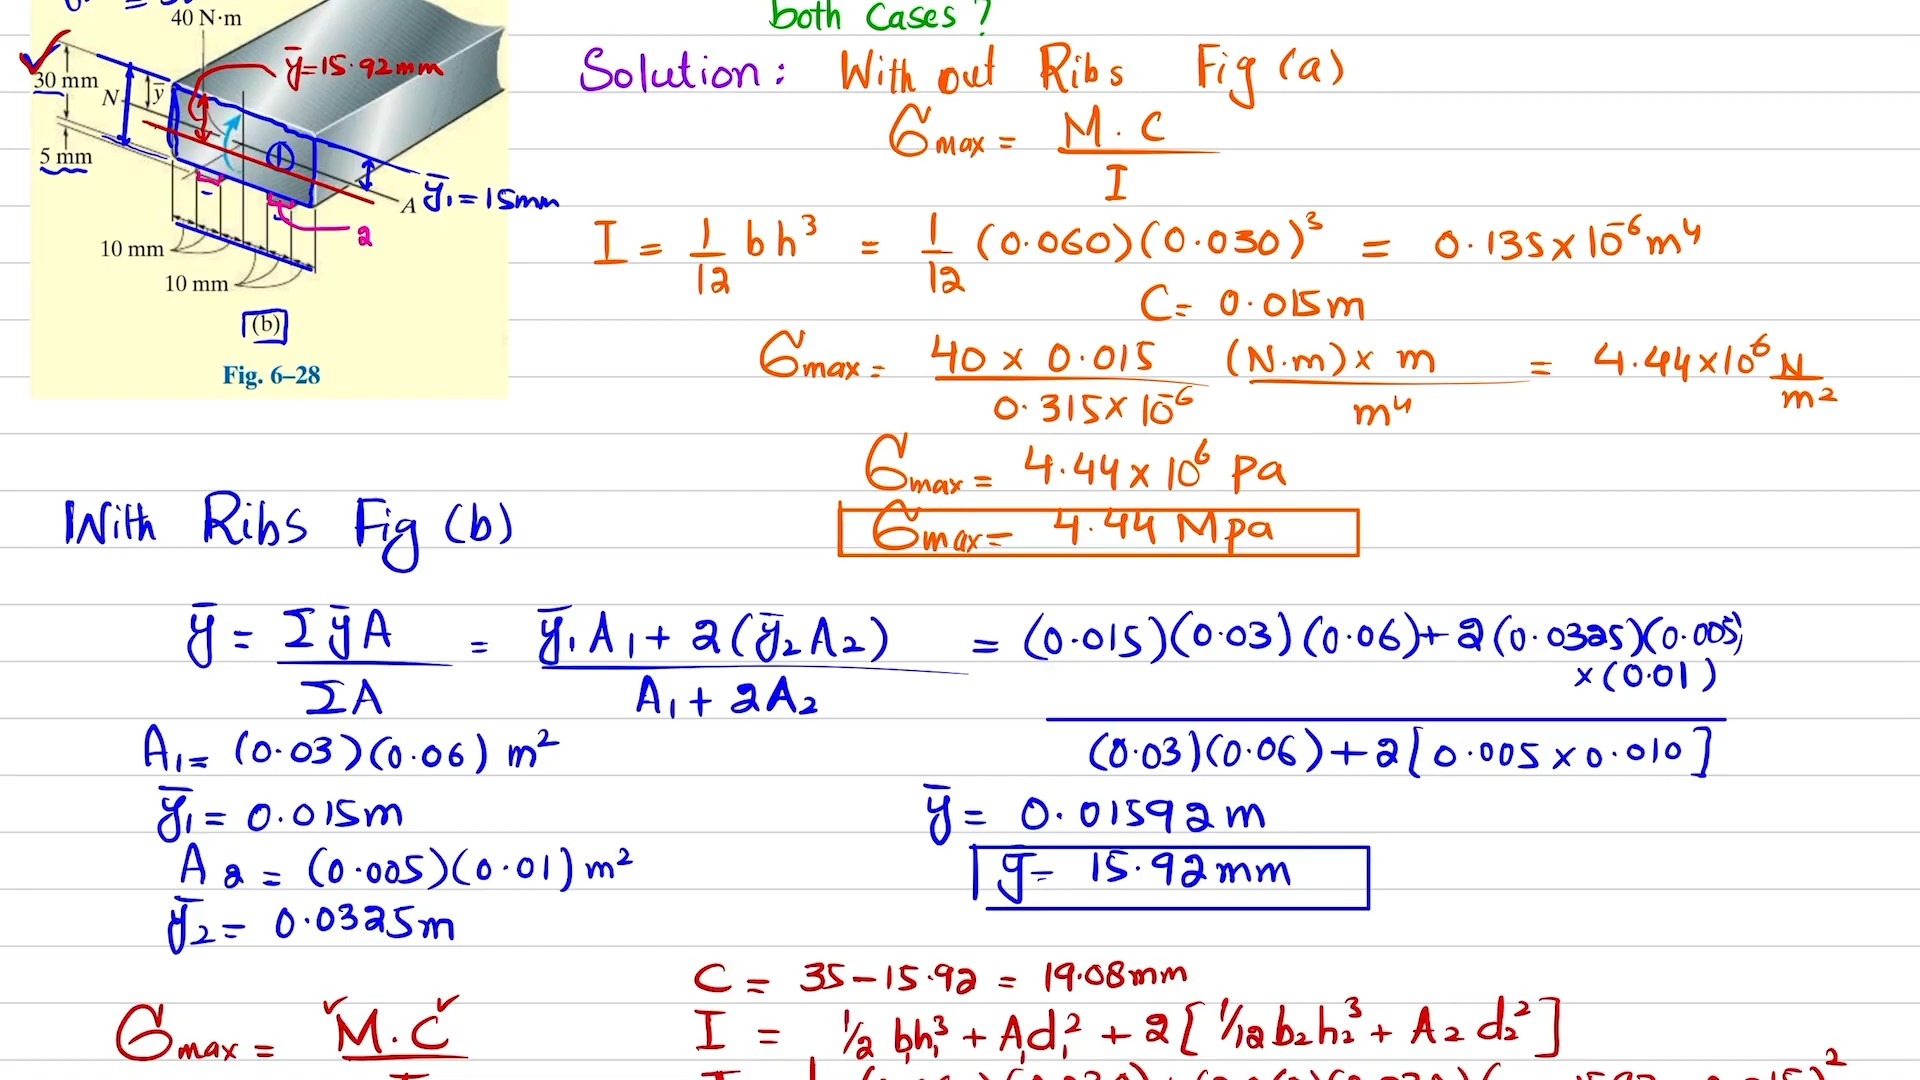 both Cases ?
40 N·m
ȳ=15.92mm
30 mm
N
ȳ
5 mm
①
A
ȳ₁=15mm
2
10 mm
10 mm
(b)
Fig. 6–28
Solution: With out Ribs Fig (a)
σmax = M.C / I
I = 1/12 bh³ = 1/12 (0.060)(0.030)³ = 0.135×10⁻⁶ m⁴
C= 0.015m
σmax = 40 × 0.015 / 0.315×10⁻⁶ (N.m)× m / m⁴ = 4.44×10⁶ N/m²
σmax = 4.44×10⁶ Pa
σmax = 4.44 Mpa
With Ribs Fig (b)
ȳ = ΣȳA / ΣA = ȳ₁A₁ + 2(ȳ₂A₂) / A₁ + 2A₂ = (0.015)(0.03)(0.06)+2(0.0325)(0.005)×(0.01) / (0.03)(0.06)+2[0.005×0.010]
A₁= (0.03)(0.06) m²
ȳ₁= 0.015m
A2 = (0.005)(0.01) m²
ȳ₂= 0.0325m
ȳ= 0.01592m
ȳ= 15.92mm
C = 35-15.92 = 19.08mm
σmax = M.C
I = 1/2 b₁h₁³ + A₁d₁² + 2[1/12 b₂h₂³ + A₂d₂²]